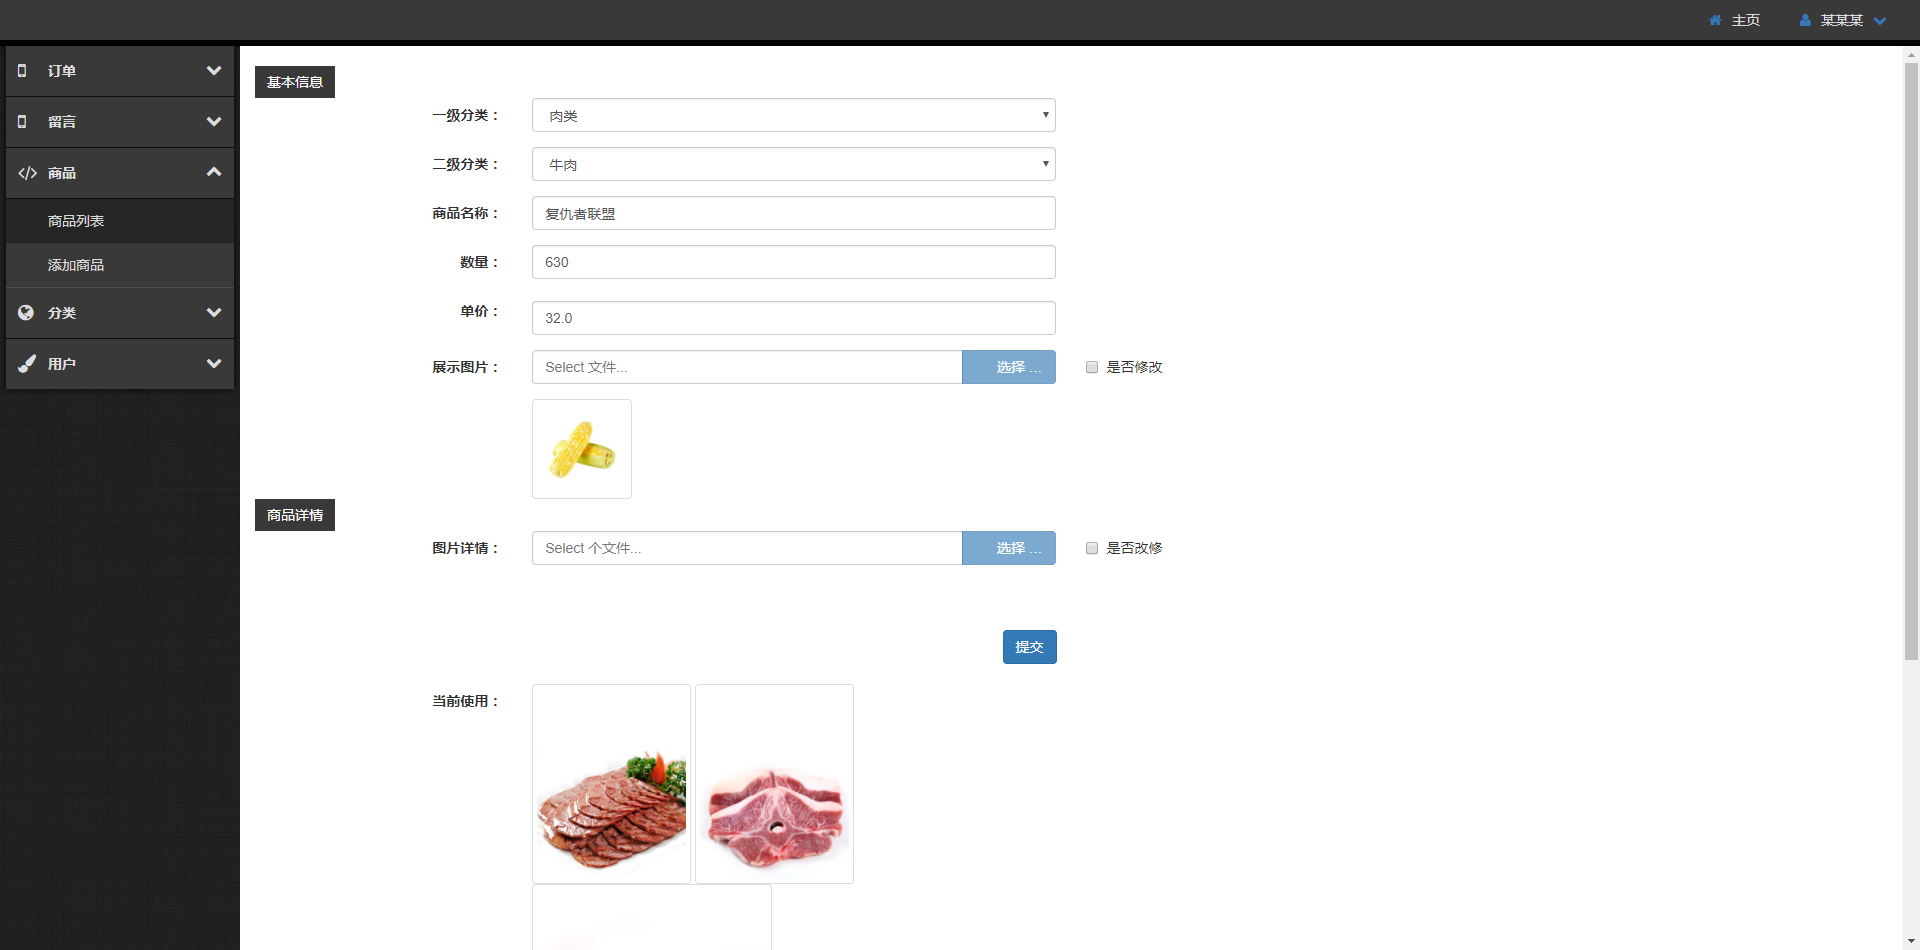 主页 某某某
订单
留言
商品
商品列表
添加商品
分类
用户
基本信息
一级分类： 肉类
二级分类： 牛肉
商品名称： 复仇者联盟
数量： 630
单价： 32.0
展示图片： Select 文件... 选择 ... 是否修改
商品详情
图片详情： Select 个文件... 选择 ... 是否改修
提交
当前使用：